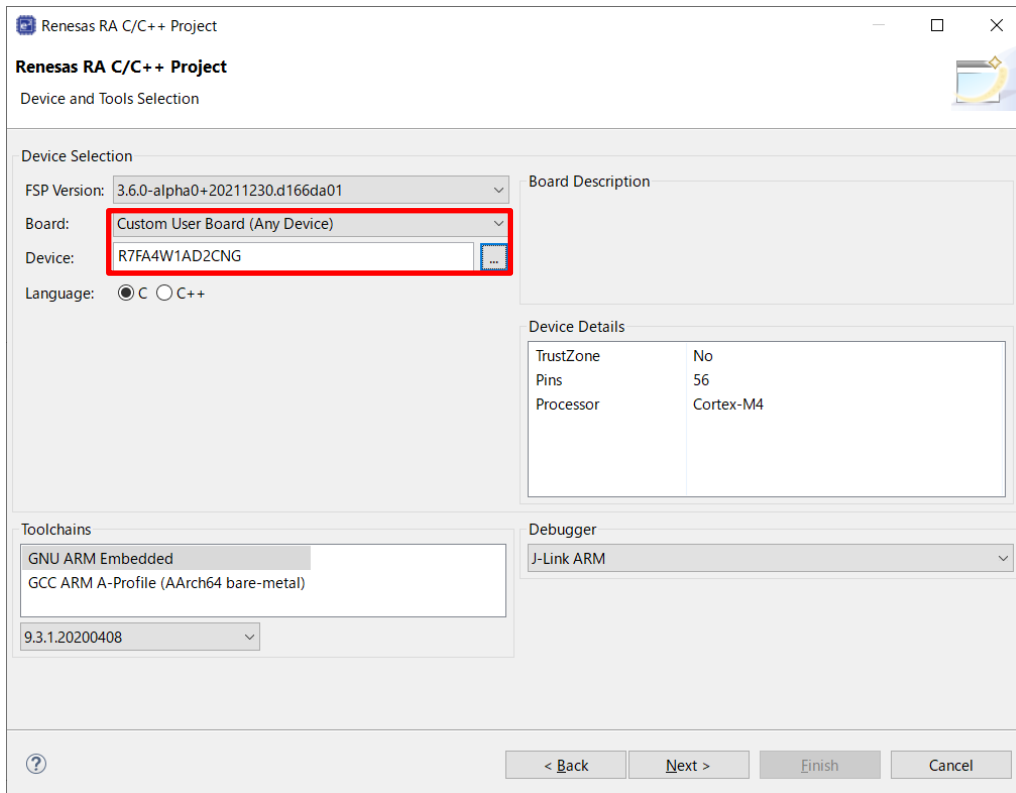 Renesas RA C/C++ Project
Renesas RA C/C++ Project
Device and Tools Selection
Device Selection
FSP Version: 3.6.0-alpha0+20211230.d166da01
Board: Custom User Board (Any Device)
Device: R7FA4W1AD2CNG ...
Language: C C++
Board Description
Device Details
TrustZone No
Pins 56
Processor Cortex-M4
Toolchains
GNU ARM Embedded
GCC ARM A-Profile (AArch64 bare-metal)
9.3.1.20200408
Debugger
J-Link ARM
? < Back Next > Finish Cancel